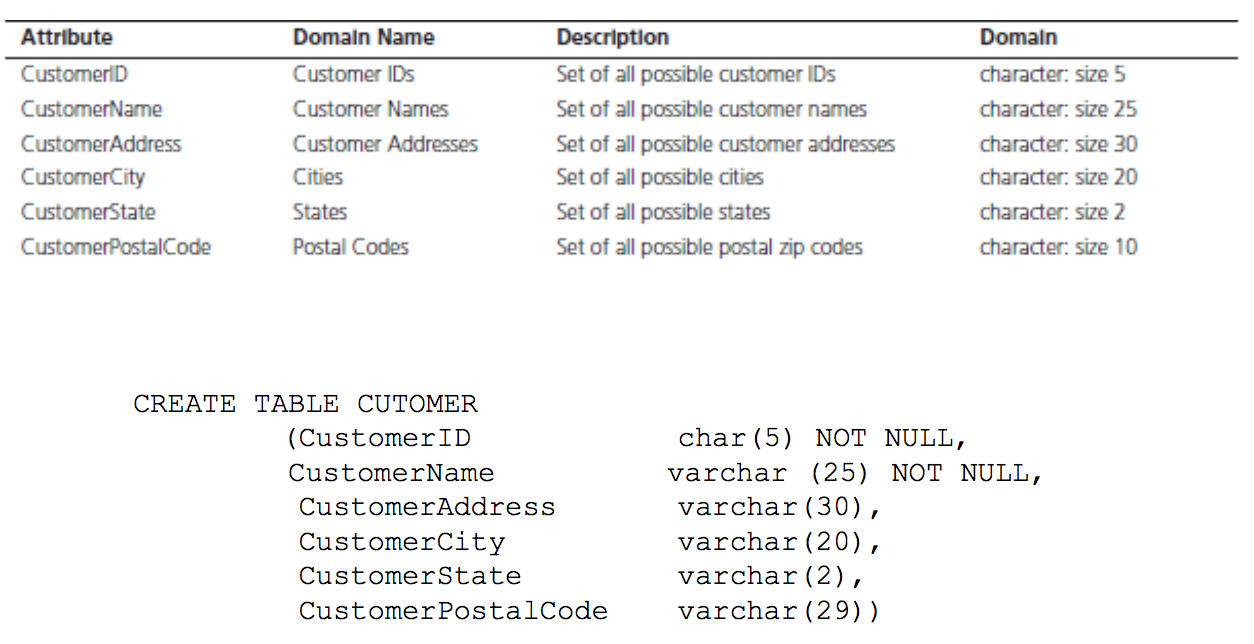 Attribute Domain Name Description Domain
CustomerID Customer IDs Set of all possible customer IDs character: size 5
CustomerName Customer Names Set of all possible customer names character: size 25
CustomerAddress Customer Addresses Set of all possible customer addresses character: size 30
CustomerCity Cities Set of all possible cities character: size 20
CustomerState States Set of all possible states character: size 2
CustomerPostalCode Postal Codes Set of all possible postal zip codes character: size 10
CREATE TABLE CUTOMER
(CustomerID char(5) NOT NULL,
CustomerName varchar (25) NOT NULL,
CustomerAddress varchar(30),
CustomerCity varchar(20),
CustomerState varchar(2),
CustomerPostalCode varchar(29))